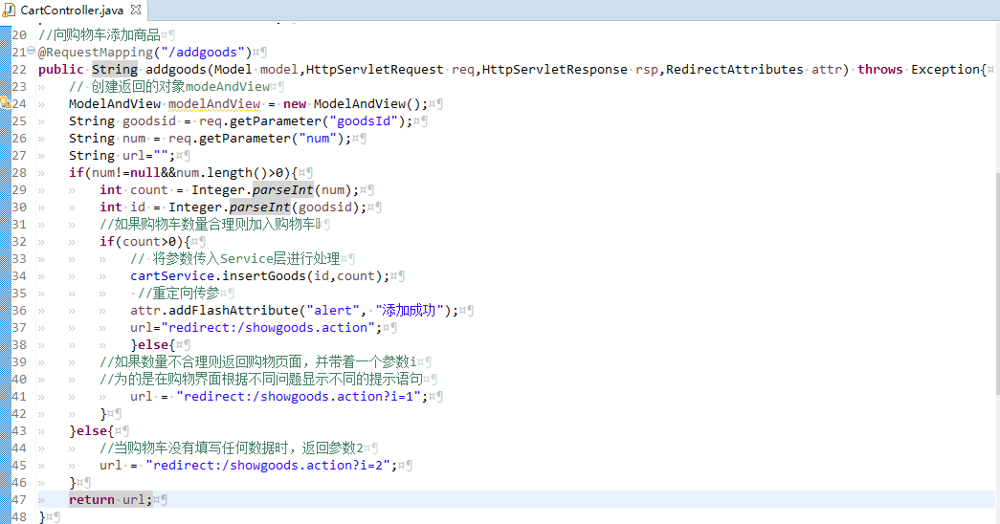 CartController.java
20 //向购物车添加商品
21 @RequestMapping("/addgoods")
22 public String addgoods(Model model,HttpServletRequest req,HttpServletResponse rsp,RedirectAttributes attr) throws Exception{
23 // 创建返回的对象modeAndView
24 ModelAndView modelAndView = new ModelAndView();
25 String goodsid = req.getParameter("goodsId");
26 String num = req.getParameter("num");
27 String url="";
28 if(num!=null&&num.length()>0){
29 int count = Integer.parseInt(num);
30 int id = Integer.parseInt(goodsid);
31 //如果购物车数量合理则加入购物车
32 if(count>0){
33 // 将参数传入Service层进行处理
34 cartService.insertGoods(id,count);
35 //重定向传参
36 attr.addFlashAttribute("alert", "添加成功");
37 url="redirect:/showgoods.action";
38 }else{
39 //如果数量不合理则返回购物页面，并带着一个参数i
40 //为的是在购物界面根据不同问题显示不同的提示语句
41 url = "redirect:/showgoods.action?i=1";
42 }
43 }else{
44 //当购物车没有填写任何数据时，返回参数2
45 url = "redirect:/showgoods.action?i=2";
46 }
47 return url;
48 }